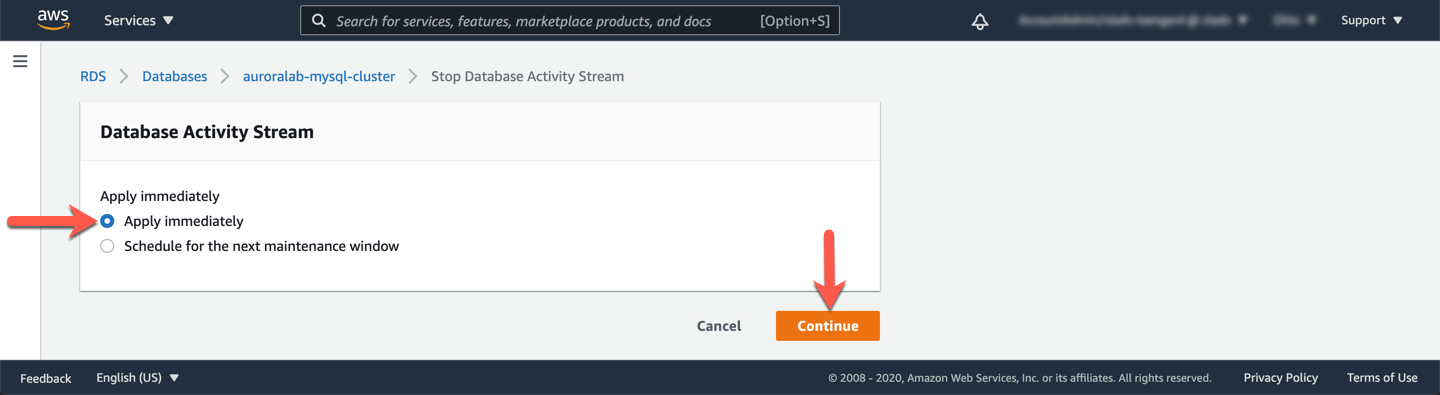 aws Services Search for services, features, marketplace products, and docs [Option+S] Support
RDS Databases auroralab-mysql-cluster Stop Database Activity Stream
Database Activity Stream
Apply immediately
Apply immediately
Schedule for the next maintenance window
Cancel Continue
Feedback English (US) © 2008 - 2020, Amazon Web Services, Inc. or its affiliates. All rights reserved. Privacy Policy Terms of Use